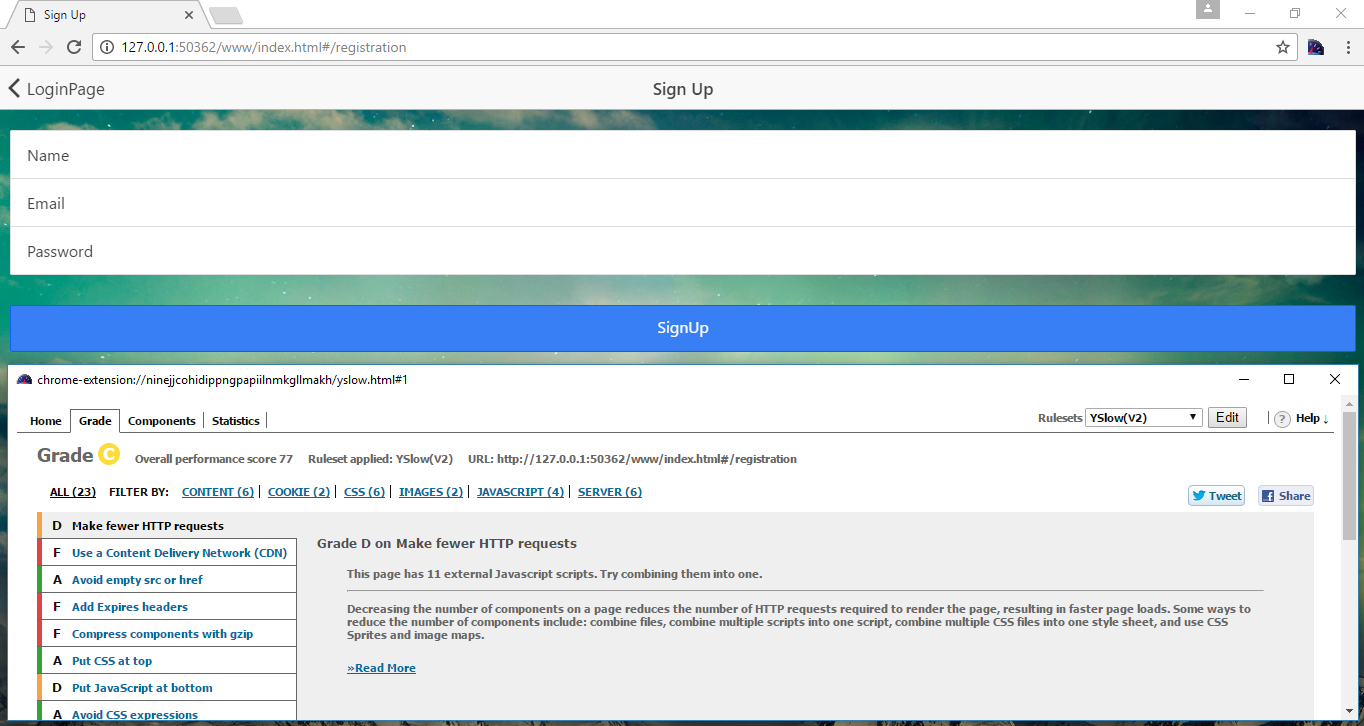 Sign Up
127.0.0.1:50362/www/index.html#/registration
LoginPage
Sign Up
Name
Email
Password
SignUp
chrome-extension://ninejjcohidippngpapiilnmkgllmakh/yslow.html#1
Home Grade Components Statistics
Rulesets YSlow(V2) Edit ? Help ↓
Grade C Overall performance score 77 Ruleset applied: YSlow(V2) URL: http://127.0.0.1:50362/www/index.html#/registration
ALL (23) FILTER BY: CONTENT (6) | COOKIE (2) | CSS (6) | IMAGES (2) | JAVASCRIPT (4) | SERVER (6)
Tweet Share
D Make fewer HTTP requests
F Use a Content Delivery Network (CDN)
A Avoid empty src or href
F Add Expires headers
F Compress components with gzip
A Put CSS at top
D Put JavaScript at bottom
A Avoid CSS expressions
Grade D on Make fewer HTTP requests
This page has 11 external Javascript scripts. Try combining them into one.
Decreasing the number of components on a page reduces the number of HTTP requests required to render the page, resulting in faster page loads. Some ways to
reduce the number of components include: combine files, combine multiple scripts into one script, combine multiple CSS files into one style sheet, and use CSS
Sprites and image maps.
»Read More